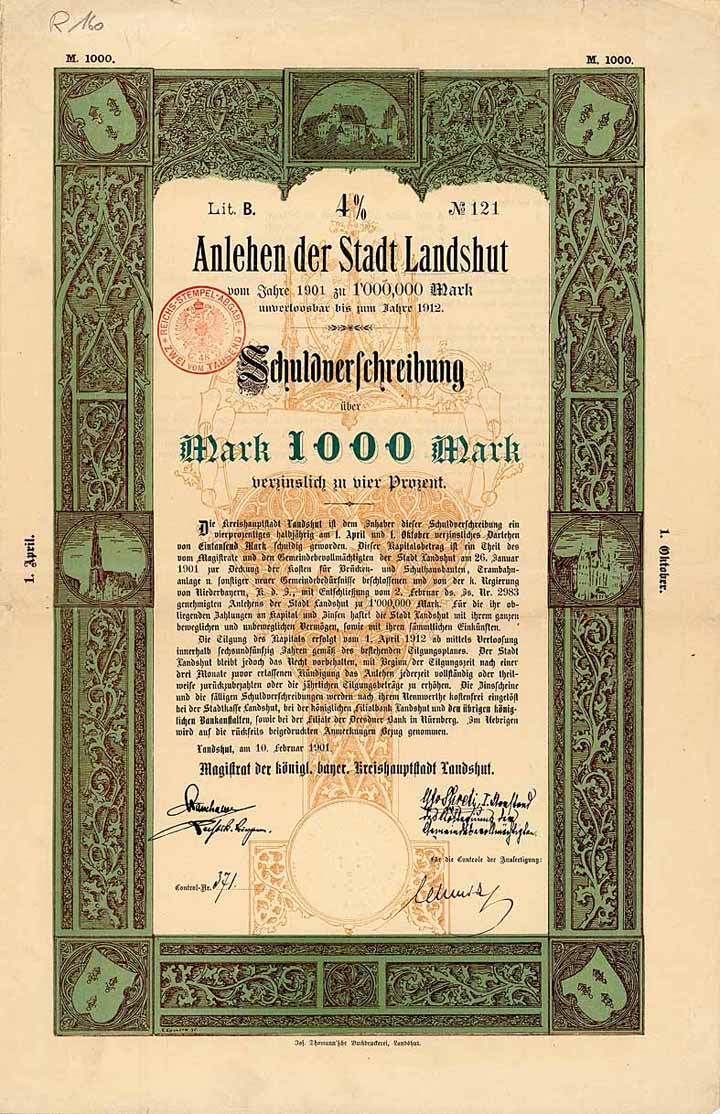 R 160
M. 1000.
M. 1000.
Lit. B. 4% № 121
Anlehen der Stadt Landshut
vom Jahre 1901 zu 1'000,000 Mark
unverloosbar bis zum Jahre 1912.
REICHS-STEMPEL-ABGABE
ZWEI VOM TAUSEND
Schuldverschreibung
über
Mark 1000 Mark
verzinslich zu vier Prozent.
Die Kreishauptstadt Landshut ist dem Inhaber dieser Schuldverschreibung ein
vierprozentiges halbjährig am 1. April und 1. Oktober verzinsliches Darlehen
von Eintausend Mark schuldig geworden. Dieser Kapitalsbetrag ist ein Theil des
vom Magistrate und den Gemeindebevollmächtigten der Stadt Landshut am 26. Januar
1901 zur Deckung der Kosten für Brücken- und Schulhausbauten, Trambahn-
anlage u. sonstiger neuer Gemeindebedürfnisse beschlossenen und von der k. Regierung
von Niederbayern, K. d. J., mit Entschließung vom 2. Februar ds. Js. Nr. 2983
genehmigten Anlehens der Stadt Landshut zu 1'000,000 Mark. Für die ihr ob-
liegenden Zahlungen an Kapital und Zinsen haftet die Stadt Landshut mit ihrem ganzen
beweglichen und unbeweglichen Vermögen, sowie mit ihren sämmtlichen Einkünften.
Die Tilgung des Kapitals erfolgt vom 1. April 1912 ab mittels Verloosung
innerhalb sechsundfünfzig Jahren gemäß des bestehenden Tilgungsplanes. Der Stadt
Landshut bleibt jedoch das Recht vorbehalten, mit Beginn der Tilgungszeit nach einer
drei Monate zuvor erlassenen Kündigung das Anlehen jederzeit vollständig oder theil-
weise zurückzubezahlen oder die jährlichen Tilgungsbeträge zu erhöhen. Die Zinsscheine
und die fälligen Schuldverschreibungen werden nach ihrem Nennwerthe kostenfrei eingelöst
bei der Stadtkasse Landshut, bei der königlichen Filialbank Landshut und den übrigen könig-
lichen Bankanstalten, sowie bei der Filiale der Dresdner Bank in Nürnberg. Im Uebrigen
wird auf die rückseits beigedruckten Anmerkungen Bezug genommen.
Landshut, am 10. Februar 1901.
Magistrat der königl. bayer. Kreishauptstadt Landshut.
I. Vorstand
des Kollegiums der
Gemeindebevollmächtigten.
Für die Controle der Ausfertigung:
Control-Nr. 371.
1. April.
1. Oktober.
Jos. Thomann'sche Buchdruckerei, Landshut.